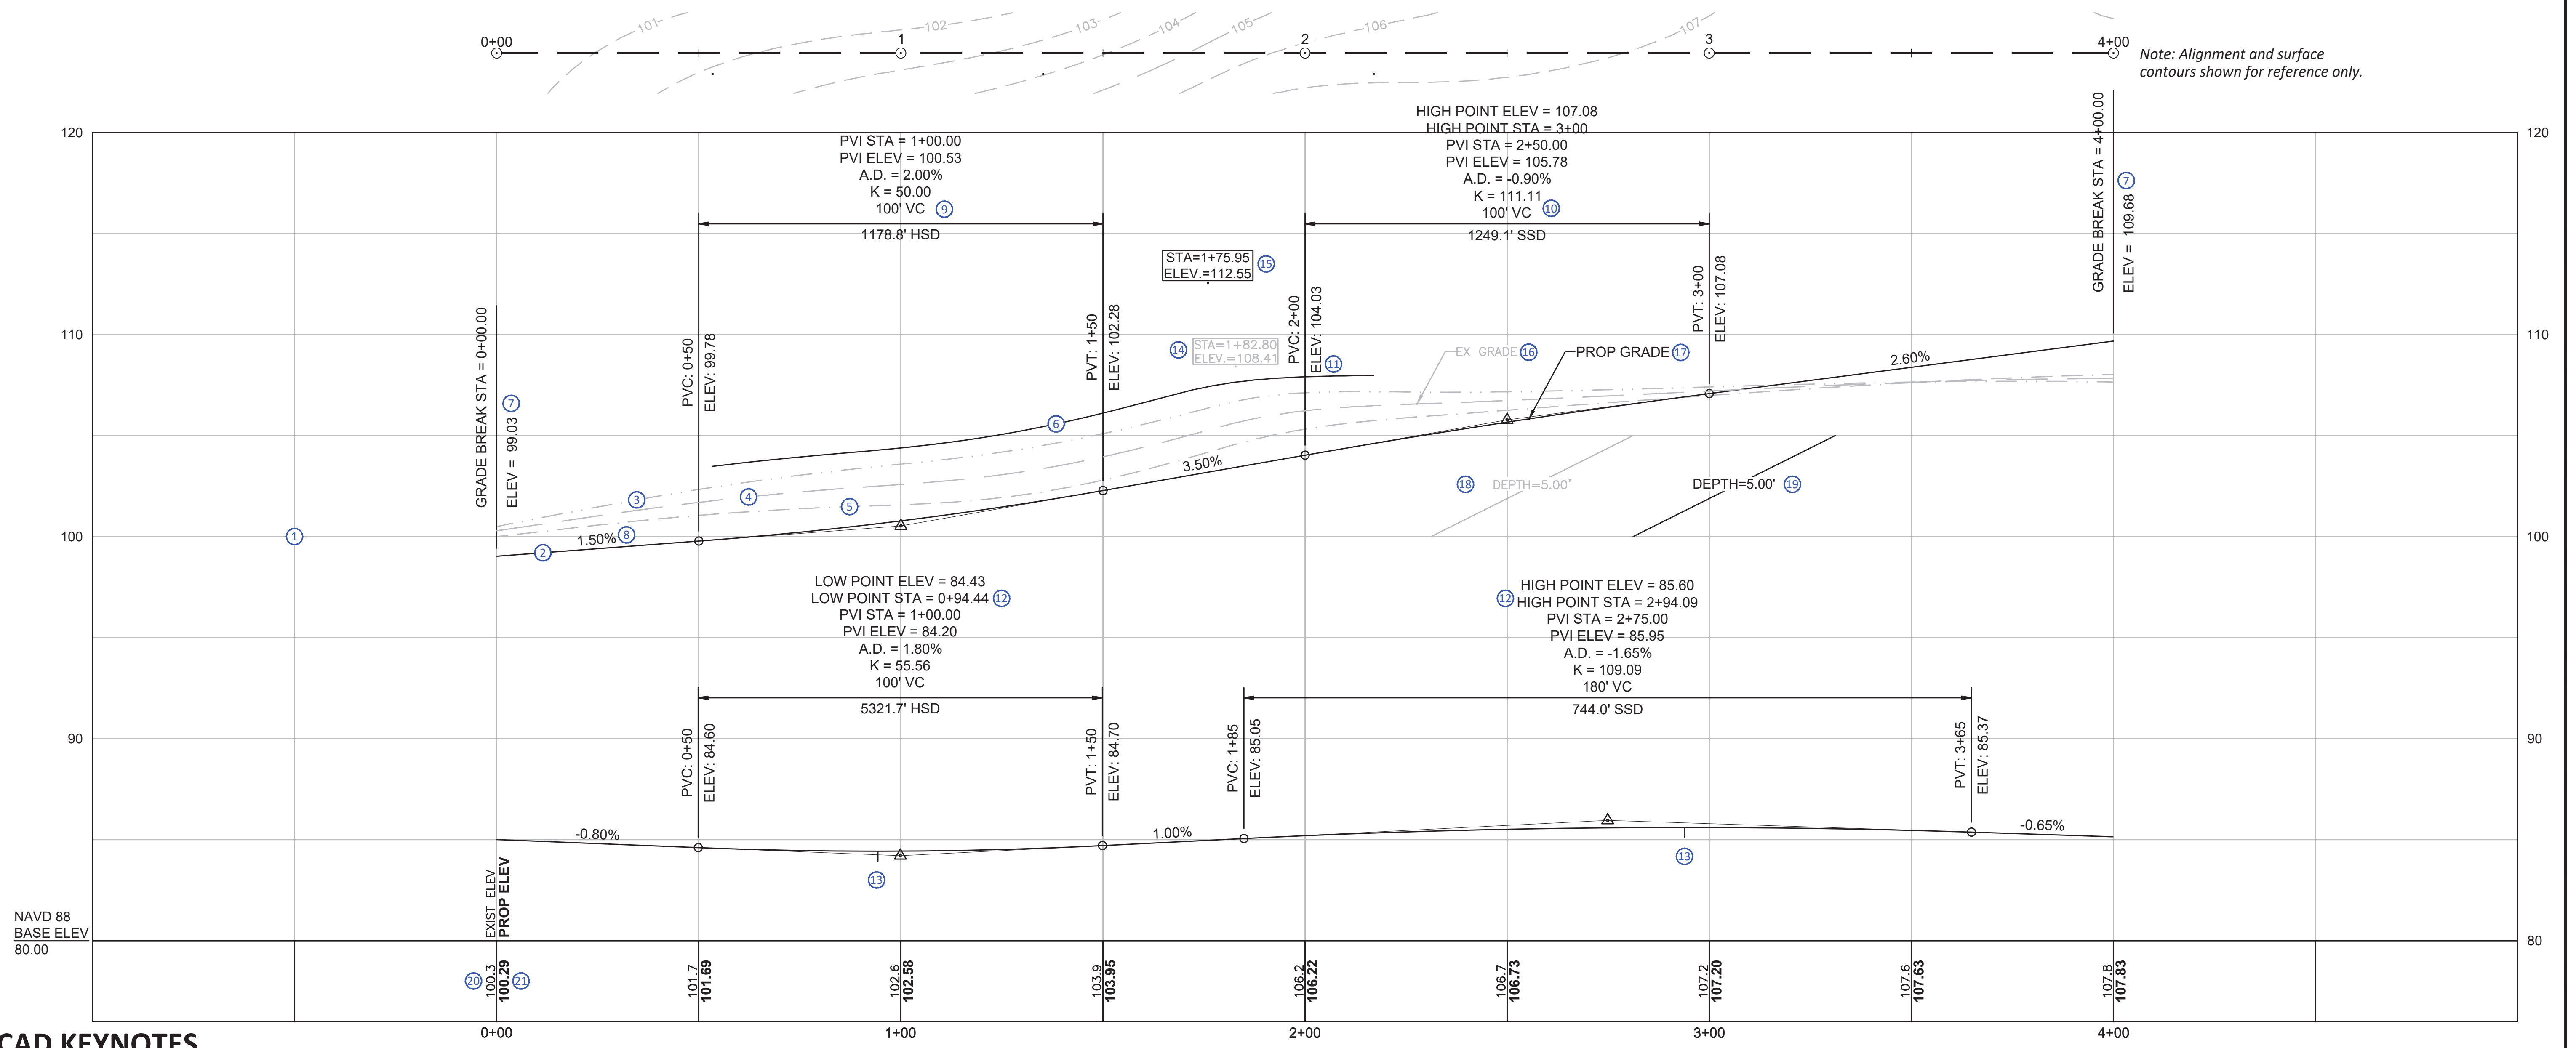 101
102
103
104
105
106
107
0+00
1
2
3
4+00
Note: Alignment and surface
contours shown for reference only.
120
110
100
90
NAVD 88
BASE ELEV
80.00
120
110
100
90
80
PVI STA = 1+00.00
PVI ELEV = 100.53
A.D. = 2.00%
K = 50.00
100' VC
9
1178.8' HSD
HIGH POINT ELEV = 107.08
HIGH POINT STA = 3+00
PVI STA = 2+50.00
PVI ELEV = 105.78
A.D. = -0.90%
K = 111.11
100' VC
10
1249.1' SSD
STA=1+75.95
ELEV.=112.55
15
14
STA=1+82.80
ELEV.=108.41
GRADE BREAK STA = 0+00.00
ELEV = 99.03
7
PVC: 0+50
ELEV: 99.78
PVT: 1+50
ELEV: 102.28
PVC: 2+00
ELEV: 104.03
11
PVT: 3+00
ELEV: 107.08
GRADE BREAK STA = 4+00.00
ELEV = 109.68
7
EX GRADE
16
PROP GRADE
17
2.60%
6
3.50%
3
4
5
18
DEPTH=5.00'
DEPTH=5.00'
19
1
2
1.50%
8
LOW POINT ELEV = 84.43
LOW POINT STA = 0+94.44
12
PVI STA = 1+00.00
PVI ELEV = 84.20
A.D. = 1.80%
K = 55.56
100' VC
5321.7' HSD
HIGH POINT ELEV = 85.60
12
HIGH POINT STA = 2+94.09
PVI STA = 2+75.00
PVI ELEV = 85.95
A.D. = -1.65%
K = 109.09
180' VC
744.0' SSD
PVC: 0+50
ELEV: 84.60
PVT: 1+50
ELEV: 84.70
PVC: 1+85
ELEV: 85.05
PVT: 3+65
ELEV: 85.37
-0.80%
1.00%
-0.65%
13
13
EXIST ELEV
PROP ELEV
20
100.3
100.29
21
101.7
101.69
102.6
102.58
103.9
103.95
106.2
106.22
106.7
106.73
107.2
107.20
107.6
107.63
107.8
107.83
0+00
1+00
2+00
3+00
4+00
CAD KEYNOTES